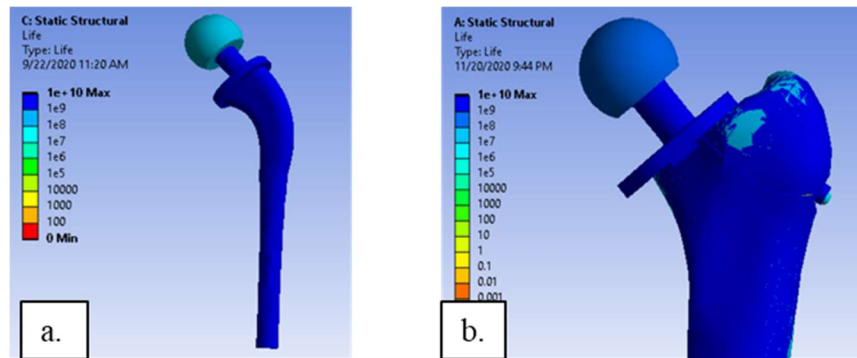 C: Static Structural
Life
Type: Life
9/22/2020 11:20 AM
1e+10 Max
1e9
1e8
1e7
1e6
1e5
10000
1000
100
0 Min
a.
A: Static Structural
Life
Type: Life
11/20/2020 9:44 PM
1e+10 Max
1e9
1e8
1e7
1e6
1e5
10000
1000
100
10
1
0.1
0.01
0.001
b.